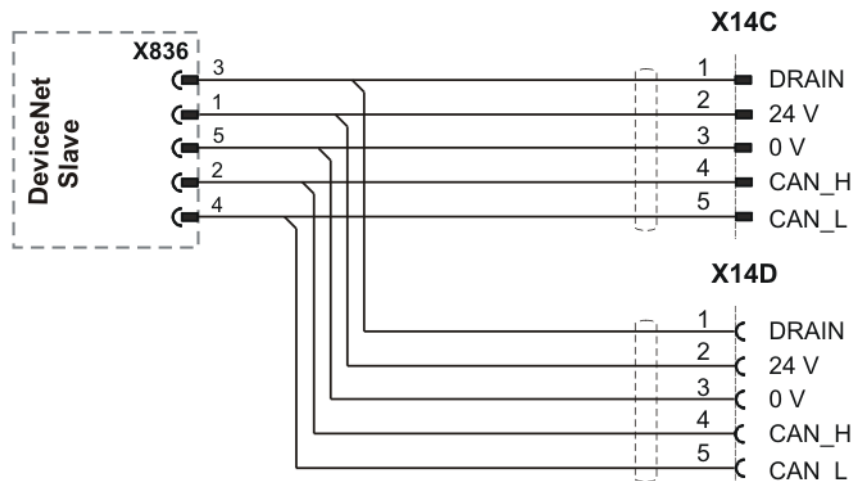 X14C
X836
DeviceNet
Slave
3 1 DRAIN
1 2 24 V
5 3 0 V
2 4 CAN_H
4 5 CAN_L
X14D
1 DRAIN
2 24 V
3 0 V
4 CAN_H
5 CAN_L